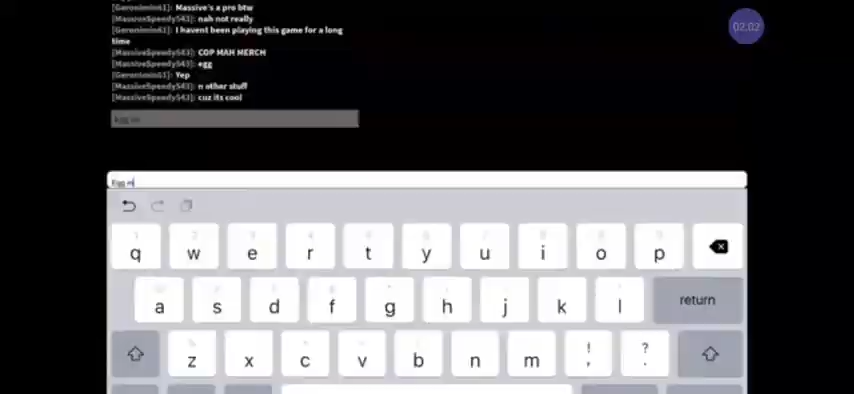 [Geronimin61]: Massive's a pro btw
[MassiveSpeedy543]: nah not really
[Geronimin61]: I havent been playing this game for a long
time
[MassiveSpeedy543]: COP MAH MERCH
[MassiveSpeedy543]: egg
[Geronimin61]: Yep
[MassiveSpeedy543]: n other stuff
[MassiveSpeedy543]: cuz its cool
02:02
Egg
q w e r t y u i o p
a s d f g h j k l return
z x c v b n m ! , ? .